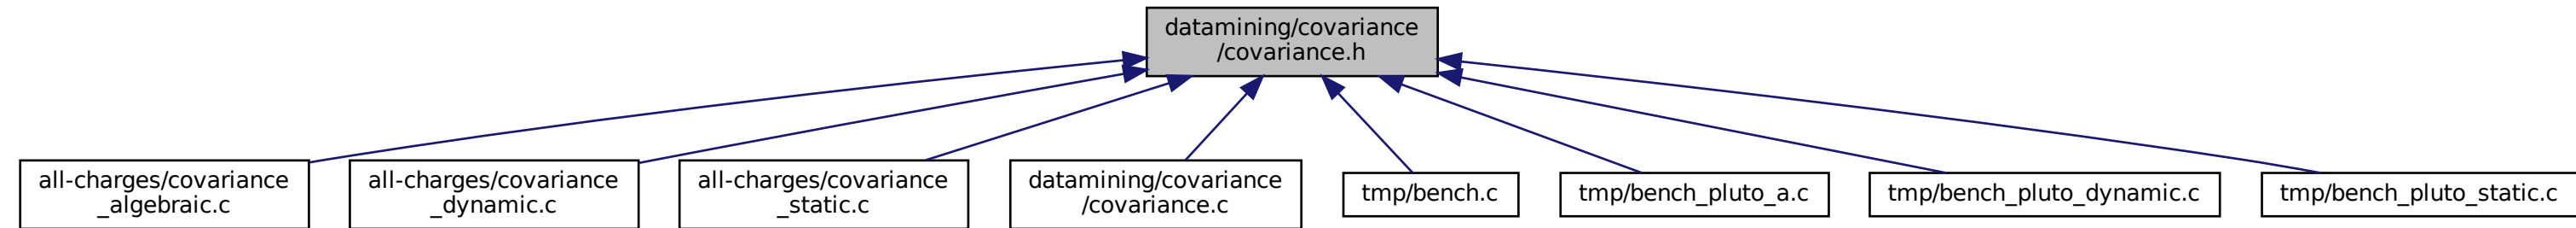 datamining/covariance
/covariance.h
all-charges/covariance
_algebraic.c
all-charges/covariance
_dynamic.c
all-charges/covariance
_static.c
datamining/covariance
/covariance.c
tmp/bench.c
tmp/bench_pluto_a.c
tmp/bench_pluto_dynamic.c
tmp/bench_pluto_static.c